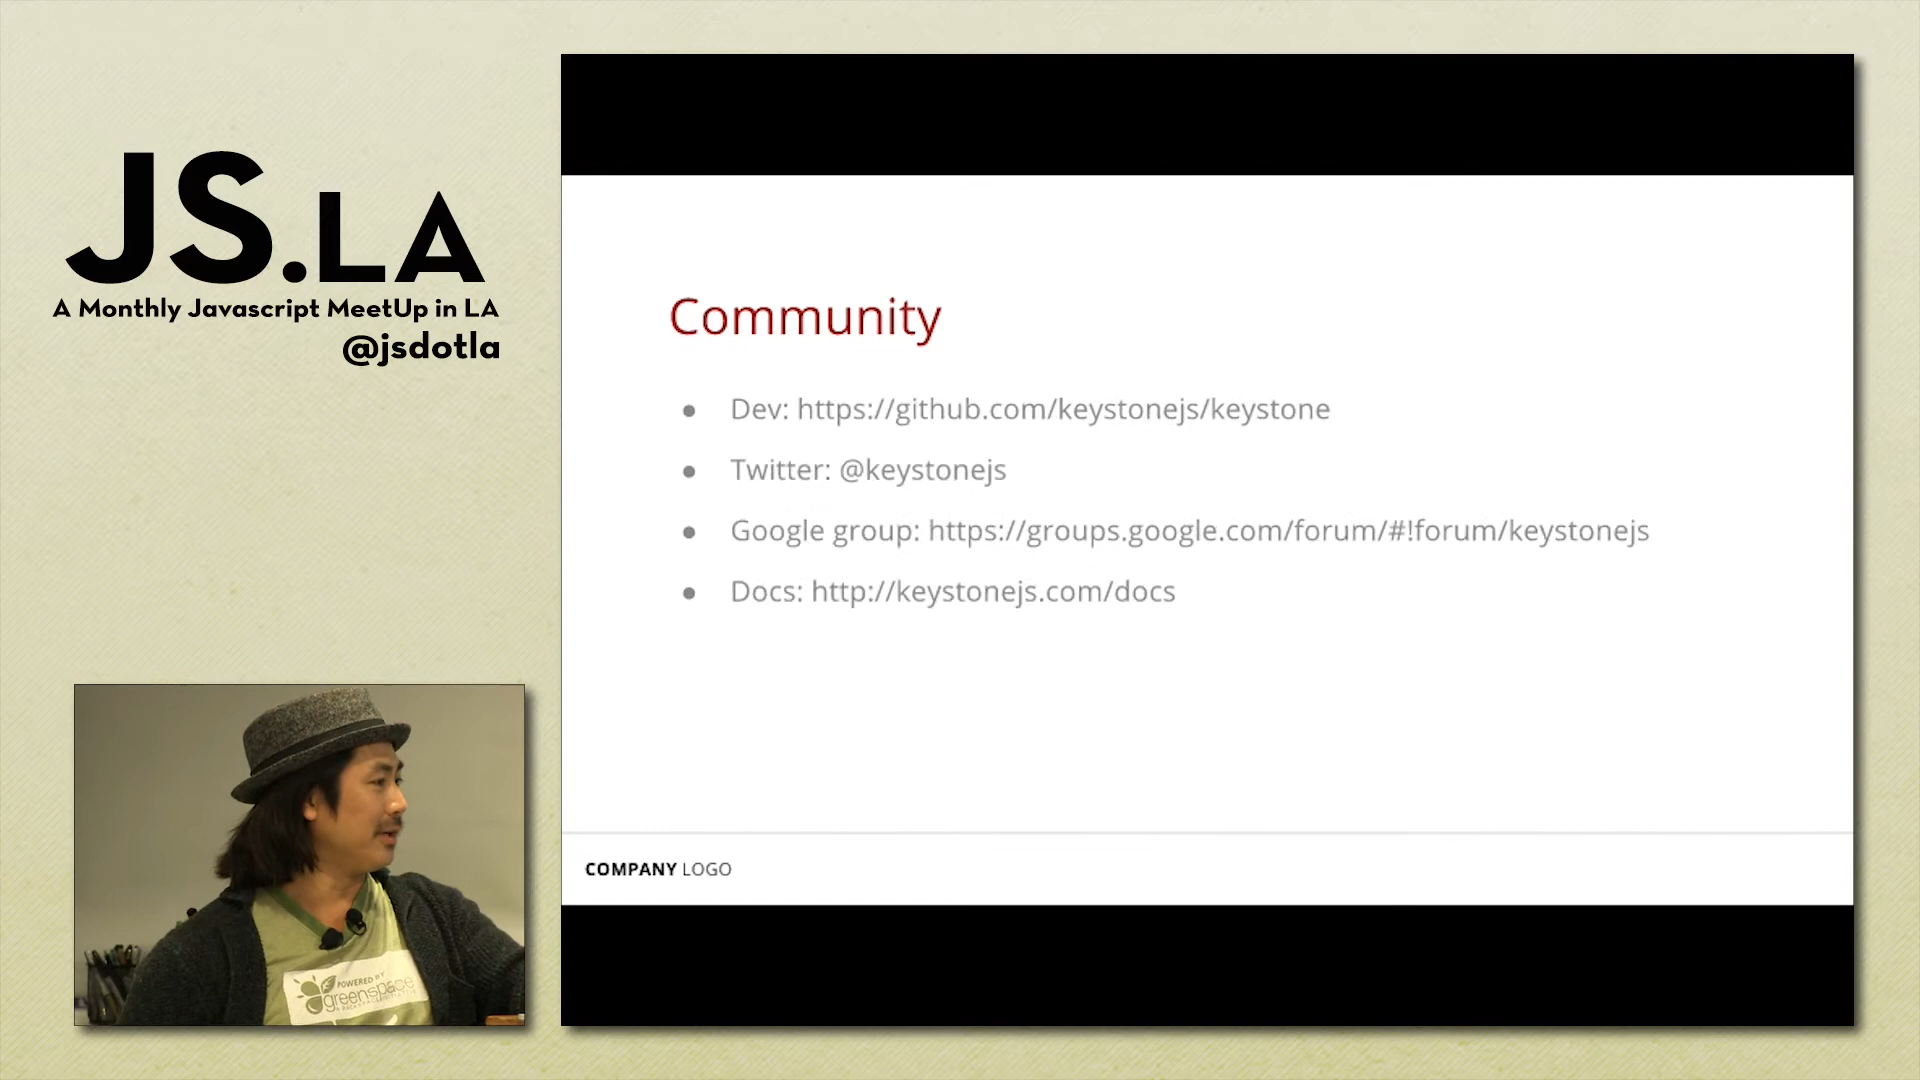 JS.LA
A Monthly Javascript MeetUp in LA
@jsdotla
Community
● Dev: https://github.com/keystonejs/keystone
● Twitter: @keystonejs
● Google group: https://groups.google.com/forum/#!forum/keystonejs
● Docs: http://keystonejs.com/docs
COMPANY LOGO
POWERED BY
greenspace